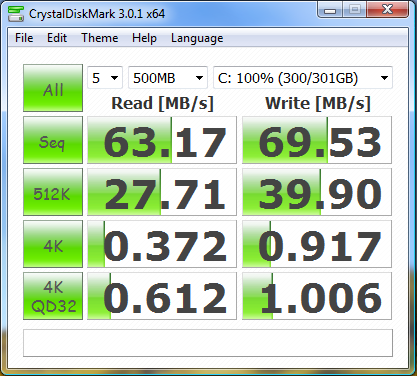 CrystalDiskMark 3.0.1 x64
File Edit Theme Help Language
All 5 500MB C: 100% (300/301GB)
Read [MB/s] Write [MB/s]
Seq 63.17 69.53
512K 27.71 39.90
4K 0.372 0.917
4K QD32 0.612 1.006